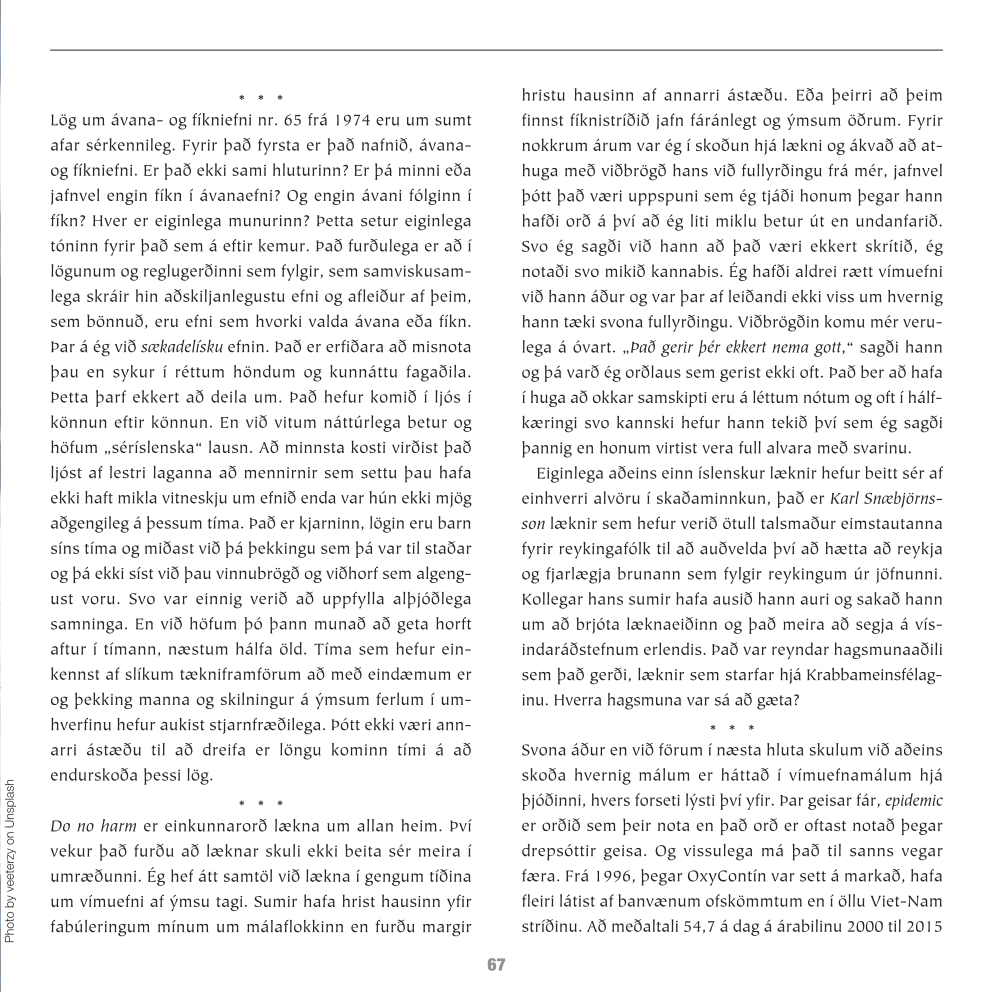 * * *
Lög um ávana- og fíkniefni nr. 65 frá 1974 eru um sumt
afar sérkennileg. Fyrir það fyrsta er það nafnið, ávana-
og fíkniefni. Er það ekki sami hluturinn? Er þá minni eða
jafnvel engin fíkn í ávanaefni? Og engin ávani fólginn í
fíkn? Hver er eiginlega munurinn? Þetta setur eiginlega
tóninn fyrir það sem á eftir kemur. Það furðulega er að í
lögunum og reglugerðinni sem fylgir, sem samviskusam-
lega skráir hin aðskiljanlegustu efni og afleiður af þeim,
sem bönnuð, eru efni sem hvorki valda ávana eða fíkn.
Þar á ég við sækadelísku efnin. Það er erfiðara að misnota
þau en sykur í réttum höndum og kunnáttu fagaðila.
Þetta þarf ekkert að deila um. Það hefur komið í ljós í
könnun eftir könnun. En við vitum náttúrlega betur og
höfum „séríslenska“ lausn. Að minnsta kosti virðist það
ljóst af lestri laganna að mennirnir sem settu þau hafa
ekki haft mikla vitneskju um efnið enda var hún ekki mjög
aðgengileg á þessum tíma. Það er kjarninn, lögin eru barn
síns tíma og miðast við þá þekkingu sem þá var til staðar
og þá ekki síst við þau vinnubrögð og viðhorf sem algeng-
ust voru. Svo var einnig verið að uppfylla alþjóðlega
samninga. En við höfum þó þann munað að geta horft
aftur í tímann, næstum hálfa öld. Tíma sem hefur ein-
kennst af slíkum tækniframförum að með eindæmum er
og þekking manna og skilningur á ýmsum ferlum í um-
hverfinu hefur aukist stjarnfræðilega. Þótt ekki væri ann-
arri ástæðu til að dreifa er löngu kominn tími á að
endurskoða þessi lög.
* * *
Do no harm er einkunnarorð lækna um allan heim. Því
vekur það furðu að læknar skuli ekki beita sér meira í
umræðunni. Ég hef átt samtöl við lækna í gengum tíðina
um vímuefni af ýmsu tagi. Sumir hafa hrist hausinn yfir
fabúleringum mínum um málaflokkinn en furðu margir
hristu hausinn af annarri ástæðu. Eða þeirri að þeim
finnst fíknistríðið jafn fáránlegt og ýmsum öðrum. Fyrir
nokkrum árum var ég í skoðun hjá lækni og ákvað að at-
huga með viðbrögð hans við fullyrðingu frá mér, jafnvel
þótt það væri uppspuni sem ég tjáði honum þegar hann
hafði orð á því að ég liti miklu betur út en undanfarið.
Svo ég sagði við hann að það væri ekkert skrítið, ég
notaði svo mikið kannabis. Ég hafði aldrei rætt vímuefni
við hann áður og var þar af leiðandi ekki viss um hvernig
hann tæki svona fullyrðingu. Viðbrögðin komu mér veru-
lega á óvart. „Það gerir þér ekkert nema gott,“ sagði hann
og þá varð ég orðlaus sem gerist ekki oft. Það ber að hafa
í huga að okkar samskipti eru á léttum nótum og oft í hálf-
kæringi svo kannski hefur hann tekið því sem ég sagði
þannig en honum virtist vera full alvara með svarinu.
Eiginlega aðeins einn íslenskur læknir hefur beitt sér af
einhverri alvöru í skaðaminnkun, það er Karl Snæbjörns-
son læknir sem hefur verið ötull talsmaður eimstautanna
fyrir reykingafólk til að auðvelda því að hætta að reykja
og fjarlægja brunann sem fylgir reykingum úr jöfnunni.
Kollegar hans sumir hafa ausið hann auri og sakað hann
um að brjóta læknaeiðinn og það meira að segja á vís-
indaráðstefnum erlendis. Það var reyndar hagsmunaaðili
sem það gerði, læknir sem starfar hjá Krabbameinsfélag-
inu. Hverra hagsmuna var sá að gæta?
* * *
Svona áður en við förum í næsta hluta skulum við aðeins
skoða hvernig málum er háttað í vímuefnamálum hjá
þjóðinni, hvers forseti lýsti því yfir. Þar geisar fár, epidemic
er orðið sem þeir nota en það orð er oftast notað þegar
drepsóttir geisa. Og vissulega má það til sanns vegar
færa. Frá 1996, þegar OxyContín var sett á markað, hafa
fleiri látist af banvænum ofskömmtum en í öllu Viet-Nam
stríðinu. Að meðaltali 54,7 á dag á árabilinu 2000 til 2015
Photo by veeterzy on Unsplash
67